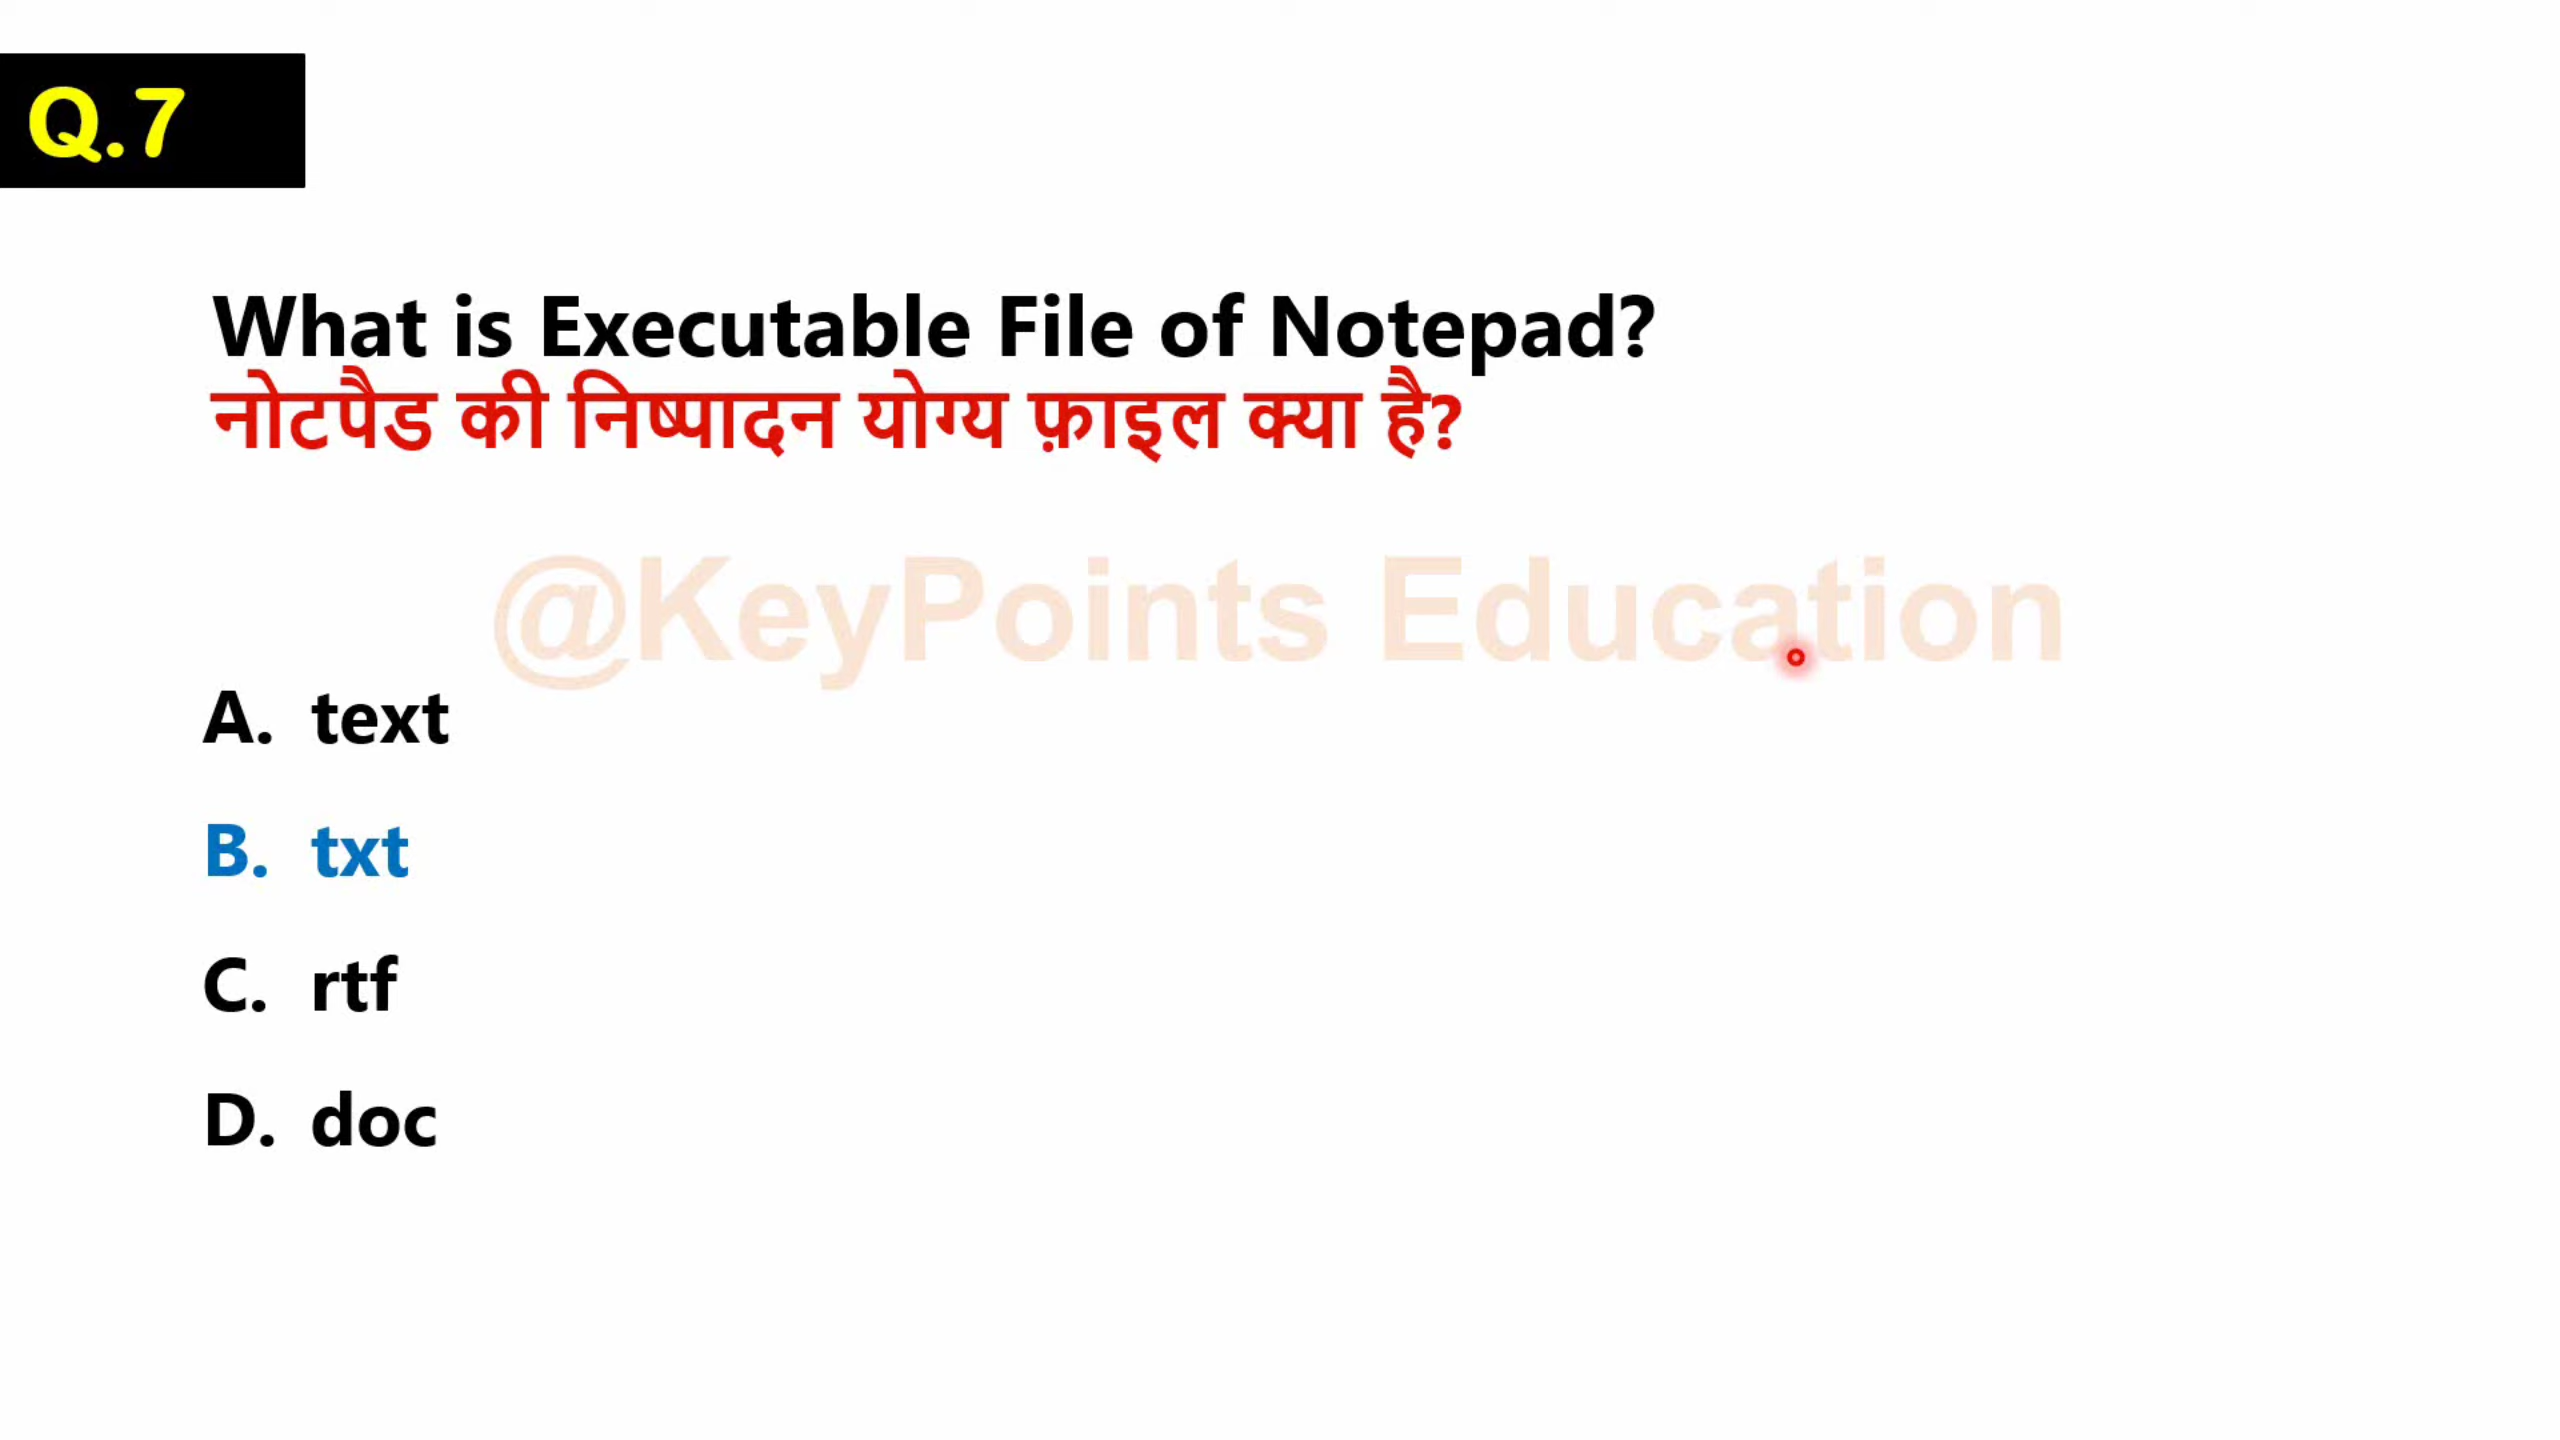 Q.7
What is Executable File of Notepad?
नोटपैड की निष्पादन योग्य फ़ाइल क्या है?
@KeyPoints Education
A. text
B. txt
C. rtf
D. doc